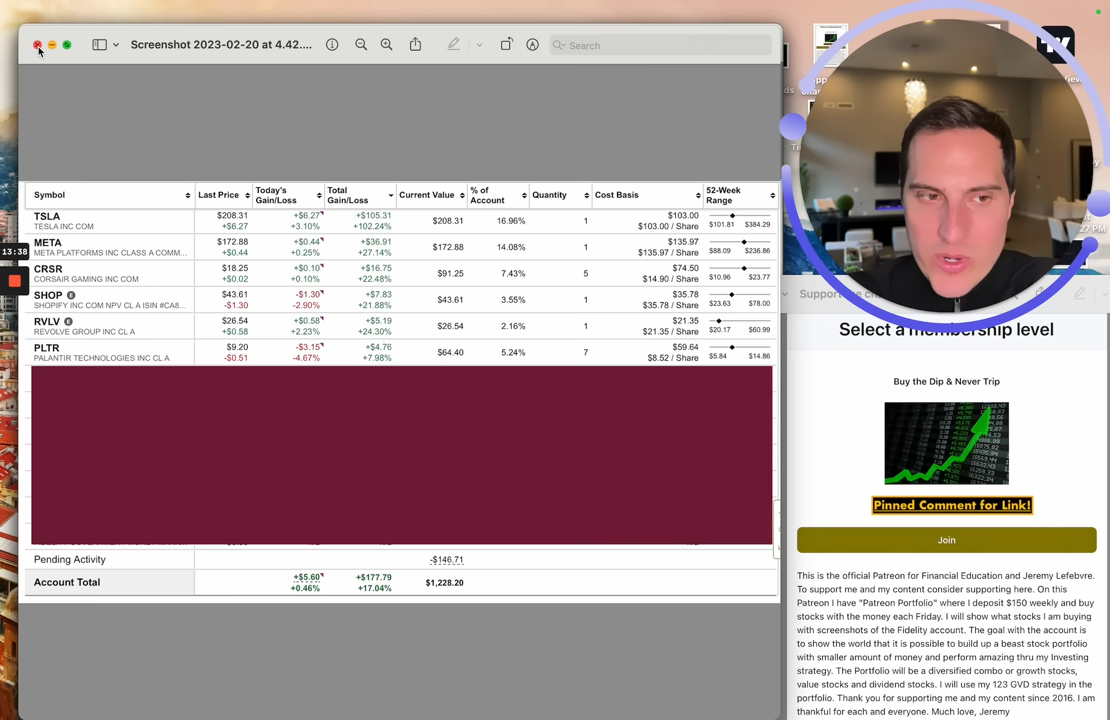 Screenshot 2023-02-20 at 4.42....
Search
Symbol
Last Price
Today's Gain/Loss
Total Gain/Loss
Current Value
% of Account
Quantity
Cost Basis
52-Week Range
TSLA $208.31 +$6.27 +$105.31 $208.31 16.96% 1 $103.00
TESLA INC COM +$6.27 +3.10% +102.24% $103.00 / Share $101.81 $384.29
META $172.88 +$0.44 +$36.91 $172.88 14.08% 1 $135.97
META PLATFORMS INC CLASS A COMM... +$0.44 +0.25% +27.14% $135.97 / Share $88.09 $236.86
13:38
CRSR $18.25 +$0.10 +$16.75 $91.25 7.43% 5 $74.50
CORSAIR GAMING INC COM +$0.02 +0.10% +22.48% $14.90 / Share $10.96 $23.77
SHOP E $43.61 -$1.30 +$7.83 $43.61 3.55% 1 $35.78
SHOPIFY INC COM NPV CL A ISIN #CA8... -$1.30 -2.90% +21.88% $35.78 / Share $23.63 $78.00
RVLV E $26.54 +$0.58 +$5.19 $26.54 2.16% 1 $21.35
REVOLVE GROUP INC CL A +$0.58 +2.23% +24.30% $21.35 / Share $20.17 $60.99
PLTR $9.20 -$3.15 +$4.76 $64.40 5.24% 7 $59.64
PALANTIR TECHNOLOGIES INC CL A -$0.51 -4.67% +7.98% $8.52 / Share $5.84 $14.86
Pending Activity -$146.71
Account Total +$5.60 +$177.79 $1,228.20
+0.46% +17.04%
27 PM
Select a membership level
Buy the Dip & Never Trip
Pinned Comment for Link!
Join
This is the official Patreon for Financial Education and Jeremy Lefebvre.
To support me and my content consider supporting here. On this
Patreon I have "Patreon Portfolio" where I deposit $150 weekly and buy
stocks with the money each Friday. I will show what stocks I am buying
with screenshots of the Fidelity account. The goal with the account is
to show the world that it is possible to build up a beast stock portfolio
with smaller amount of money and perform amazing thru my Investing
strategy. The Portfolio will be a diversified combo or growth stocks,
value stocks and dividend stocks. I will use my 123 GVD strategy in the
portfolio. Thank you for supporting me and my content since 2016. I am
thankful for each and everyone. Much love, Jeremy